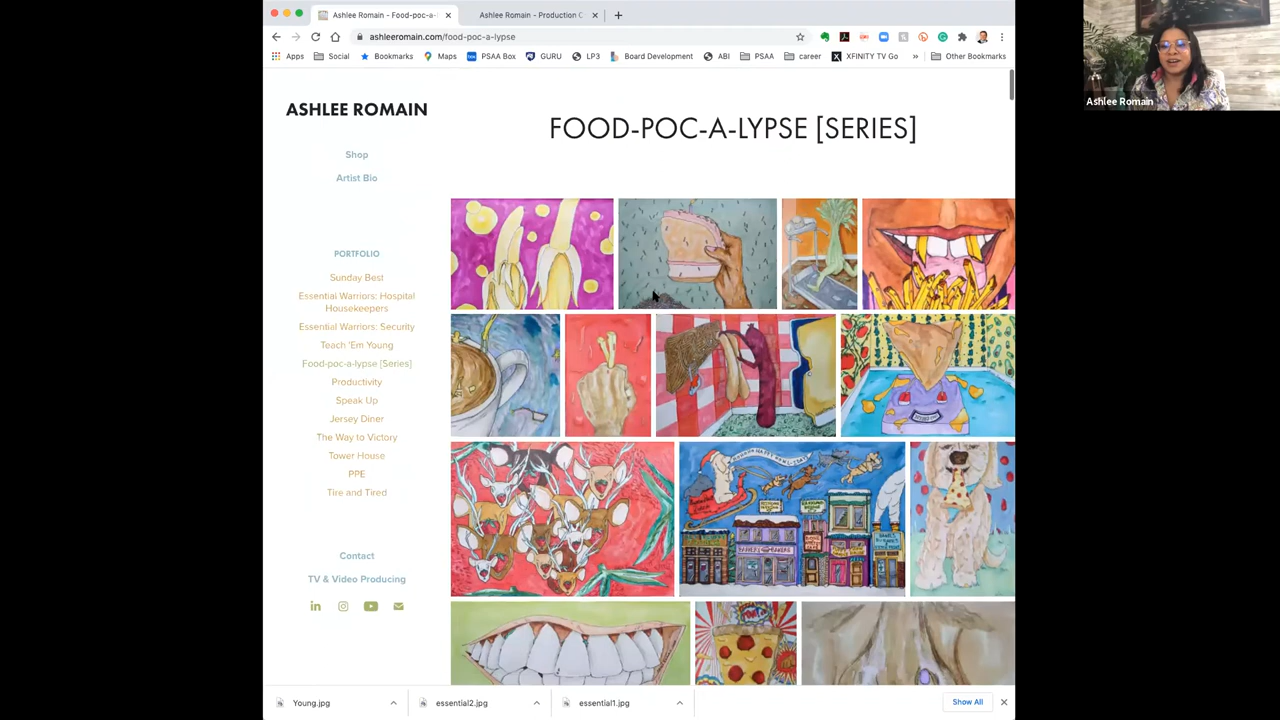 Ashlee Romain - Food-poc-a-l
Ashlee Romain - Production C
ashleeromain.com/food-poc-a-lypse
Apps
Social
Bookmarks
Maps
PSAA Box
GURU
LP3
Board Development
ABI
PSAA
career
XFINITY TV Go
»
Other Bookmarks
Ashlee Romain
ASHLEE ROMAIN
FOOD-POC-A-LYPSE [SERIES]
Shop
Artist Bio
PORTFOLIO
Sunday Best
Essential Warriors: Hospital
Housekeepers
Essential Warriors: Security
Teach 'Em Young
Food-poc-a-lypse [Series]
Productivity
Speak Up
Jersey Diner
The Way to Victory
Tower House
PPE
Tire and Tired
Contact
TV & Video Producing
Young.jpg
essential2.jpg
essential1.jpg
Show All